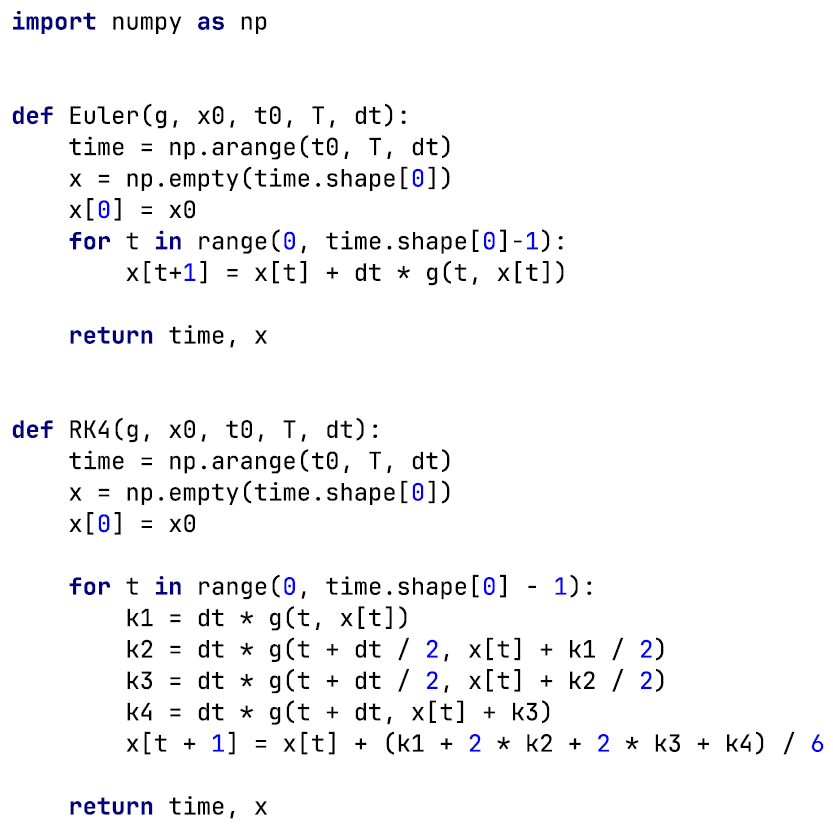 import numpy as np
def Euler(g, x0, t0, T, dt):
    time = np.arange(t0, T, dt)
    x = np.empty(time.shape[0])
    x[0] = x0
    for t in range(0, time.shape[0]-1):
        x[t+1] = x[t] + dt * g(t, x[t])
    return time, x
def RK4(g, x0, t0, T, dt):
    time = np.arange(t0, T, dt)
    x = np.empty(time.shape[0])
    x[0] = x0
    for t in range(0, time.shape[0] - 1):
        k1 = dt * g(t, x[t])
        k2 = dt * g(t + dt / 2, x[t] + k1 / 2)
        k3 = dt * g(t + dt / 2, x[t] + k2 / 2)
        k4 = dt * g(t + dt, x[t] + k3)
        x[t + 1] = x[t] + (k1 + 2 * k2 + 2 * k3 + k4) / 6
    return time, x